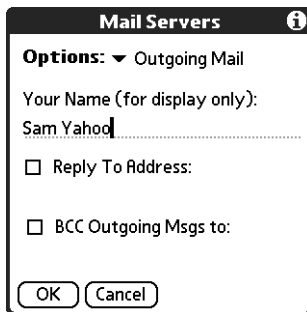 Mail Servers
Options: Outgoing Mail
Your Name (for display only):
Sam Yahoo
Reply To Address:
BCC Outgoing Msgs to:
OK Cancel